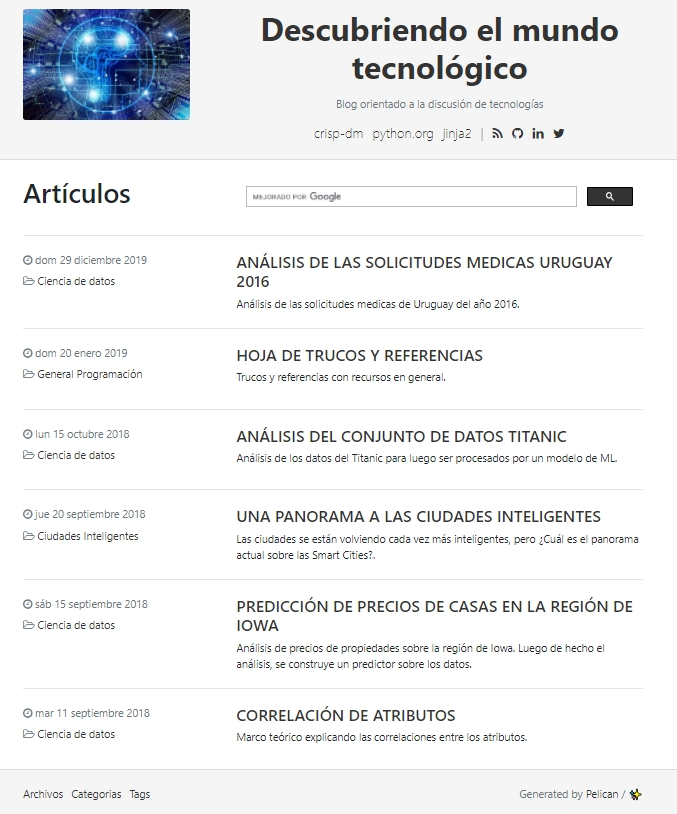 Descubriendo el mundo
tecnológico
Blog orientado a la discusión de tecnologías
crisp-dm python.org jinja2 |
Artículos
MEJORADO POR Google
dom 29 diciembre 2019
Ciencia de datos
ANÁLISIS DE LAS SOLICITUDES MEDICAS URUGUAY
2016
Análisis de las solicitudes medicas de Uruguay del año 2016.
dom 20 enero 2019
General Programación
HOJA DE TRUCOS Y REFERENCIAS
Trucos y referencias con recursos en general.
lun 15 octubre 2018
Ciencia de datos
ANÁLISIS DEL CONJUNTO DE DATOS TITANIC
Análisis de los datos del Titanic para luego ser procesados por un modelo de ML.
jue 20 septiembre 2018
Ciudades Inteligentes
UNA PANORAMA A LAS CIUDADES INTELIGENTES
Las ciudades se están volviendo cada vez más inteligentes, pero ¿Cuál es el panorama
actual sobre las Smart Cities?.
sáb 15 septiembre 2018
Ciencia de datos
PREDICCIÓN DE PRECIOS DE CASAS EN LA REGIÓN DE
IOWA
Análisis de precios de propiedades sobre la región de Iowa. Luego de hecho el
análisis, se construye un predictor sobre los datos.
mar 11 septiembre 2018
Ciencia de datos
CORRELACIÓN DE ATRIBUTOS
Marco teórico explicando las correlaciones entre los atributos.
Archivos Categorias Tags
Generated by Pelican / ✨